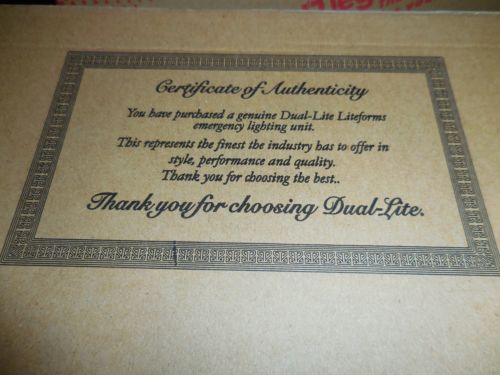 Certificate of Authenticity
You have purchased a genuine Dual-Lite Liteforms
emergency lighting unit.
This represents the finest the industry has to offer in
style, performance and quality.
Thank you for choosing the best..
Thank you for choosing Dual-Lite.